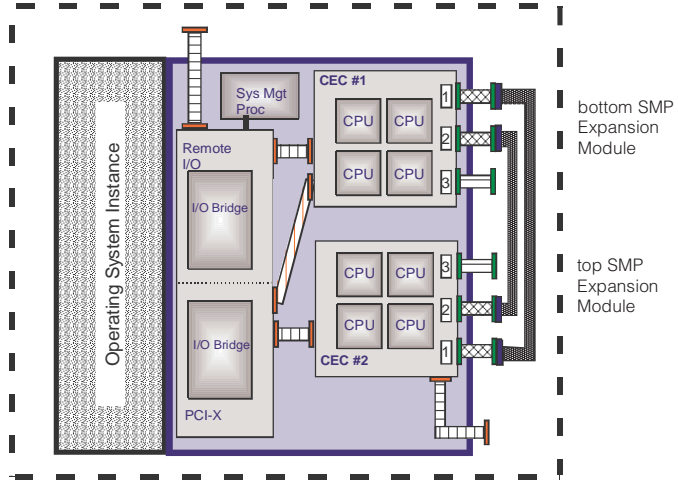 Operating System Instance
Sys Mgt
Proc
Remote
I/O
I/O Bridge
I/O Bridge
PCI-X
CEC #1
CPU
CPU
CPU
CPU
1
2
3
CPU
CPU
CPU
CPU
CEC #2
3
2
1
bottom SMP
Expansion
Module
top SMP
Expansion
Module